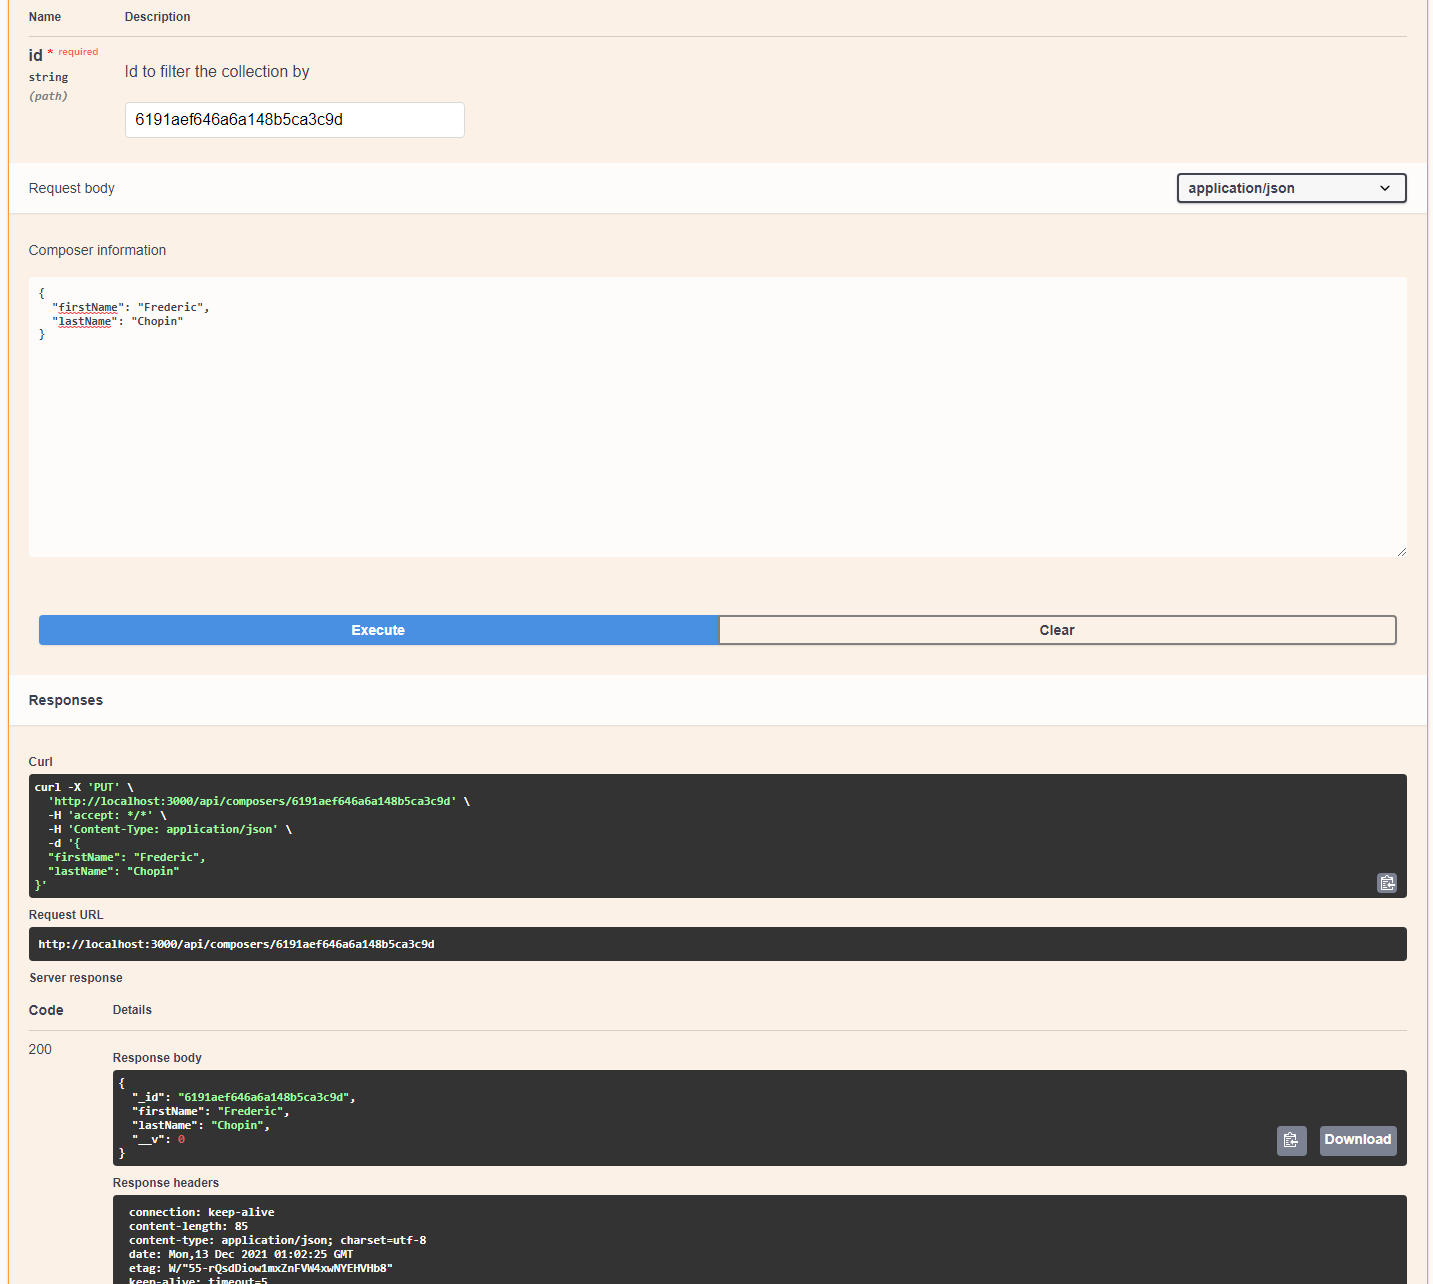 Name Description
id * required
string
(path)
Id to filter the collection by
6191aef646a6a148b5ca3c9d
Request body
application/json
Composer information
{
"firstName": "Frederic",
"lastName": "Chopin"
}
Execute Clear
Responses
Curl
curl -X 'PUT' \
'http://localhost:3000/api/composers/6191aef646a6a148b5ca3c9d' \
-H 'accept: */*' \
-H 'Content-Type: application/json' \
-d '{
"firstName": "Frederic",
"lastName": "Chopin"
}'
Request URL
http://localhost:3000/api/composers/6191aef646a6a148b5ca3c9d
Server response
Code Details
200
Response body
{
"_id": "6191aef646a6a148b5ca3c9d",
"firstName": "Frederic",
"lastName": "Chopin",
"__v": 0
}
Download
Response headers
connection: keep-alive
content-length: 85
content-type: application/json; charset=utf-8
date: Mon,13 Dec 2021 01:02:25 GMT
etag: W/"55-rQsdDiow1mxZnFVW4xwNYEHVHb8"
keep-alive: timeout=5